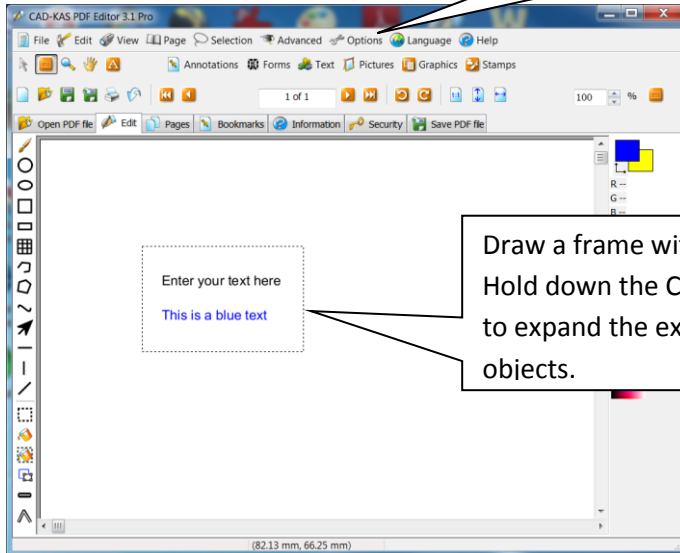 CAD-KAS PDF Editor 3.1 Pro
File Edit View Page Selection Advanced Options Language Help
Annotations Forms Text Pictures Graphics Stamps
1 of 1 100 %
Open PDF file Edit Pages Bookmarks Information Security Save PDF file
R --
G --
B --
Draw a frame wi
Hold down the C
to expand the ex
objects.
Enter your text here
This is a blue text
(82.13 mm, 66.25 mm)